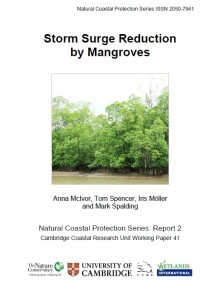 Natural Coastal Protection Series ISSN 2050-7941
Storm Surge Reduction
by Mangroves
Anna McIvor, Tom Spencer, Iris Möller
and Mark Spalding
Natural Coastal Protection Series: Report 2
Cambridge Coastal Research Unit Working Paper 41
The Nature
Conservancy
UNIVERSITY OF
CAMBRIDGE
WETLANDS
INTERNATIONAL